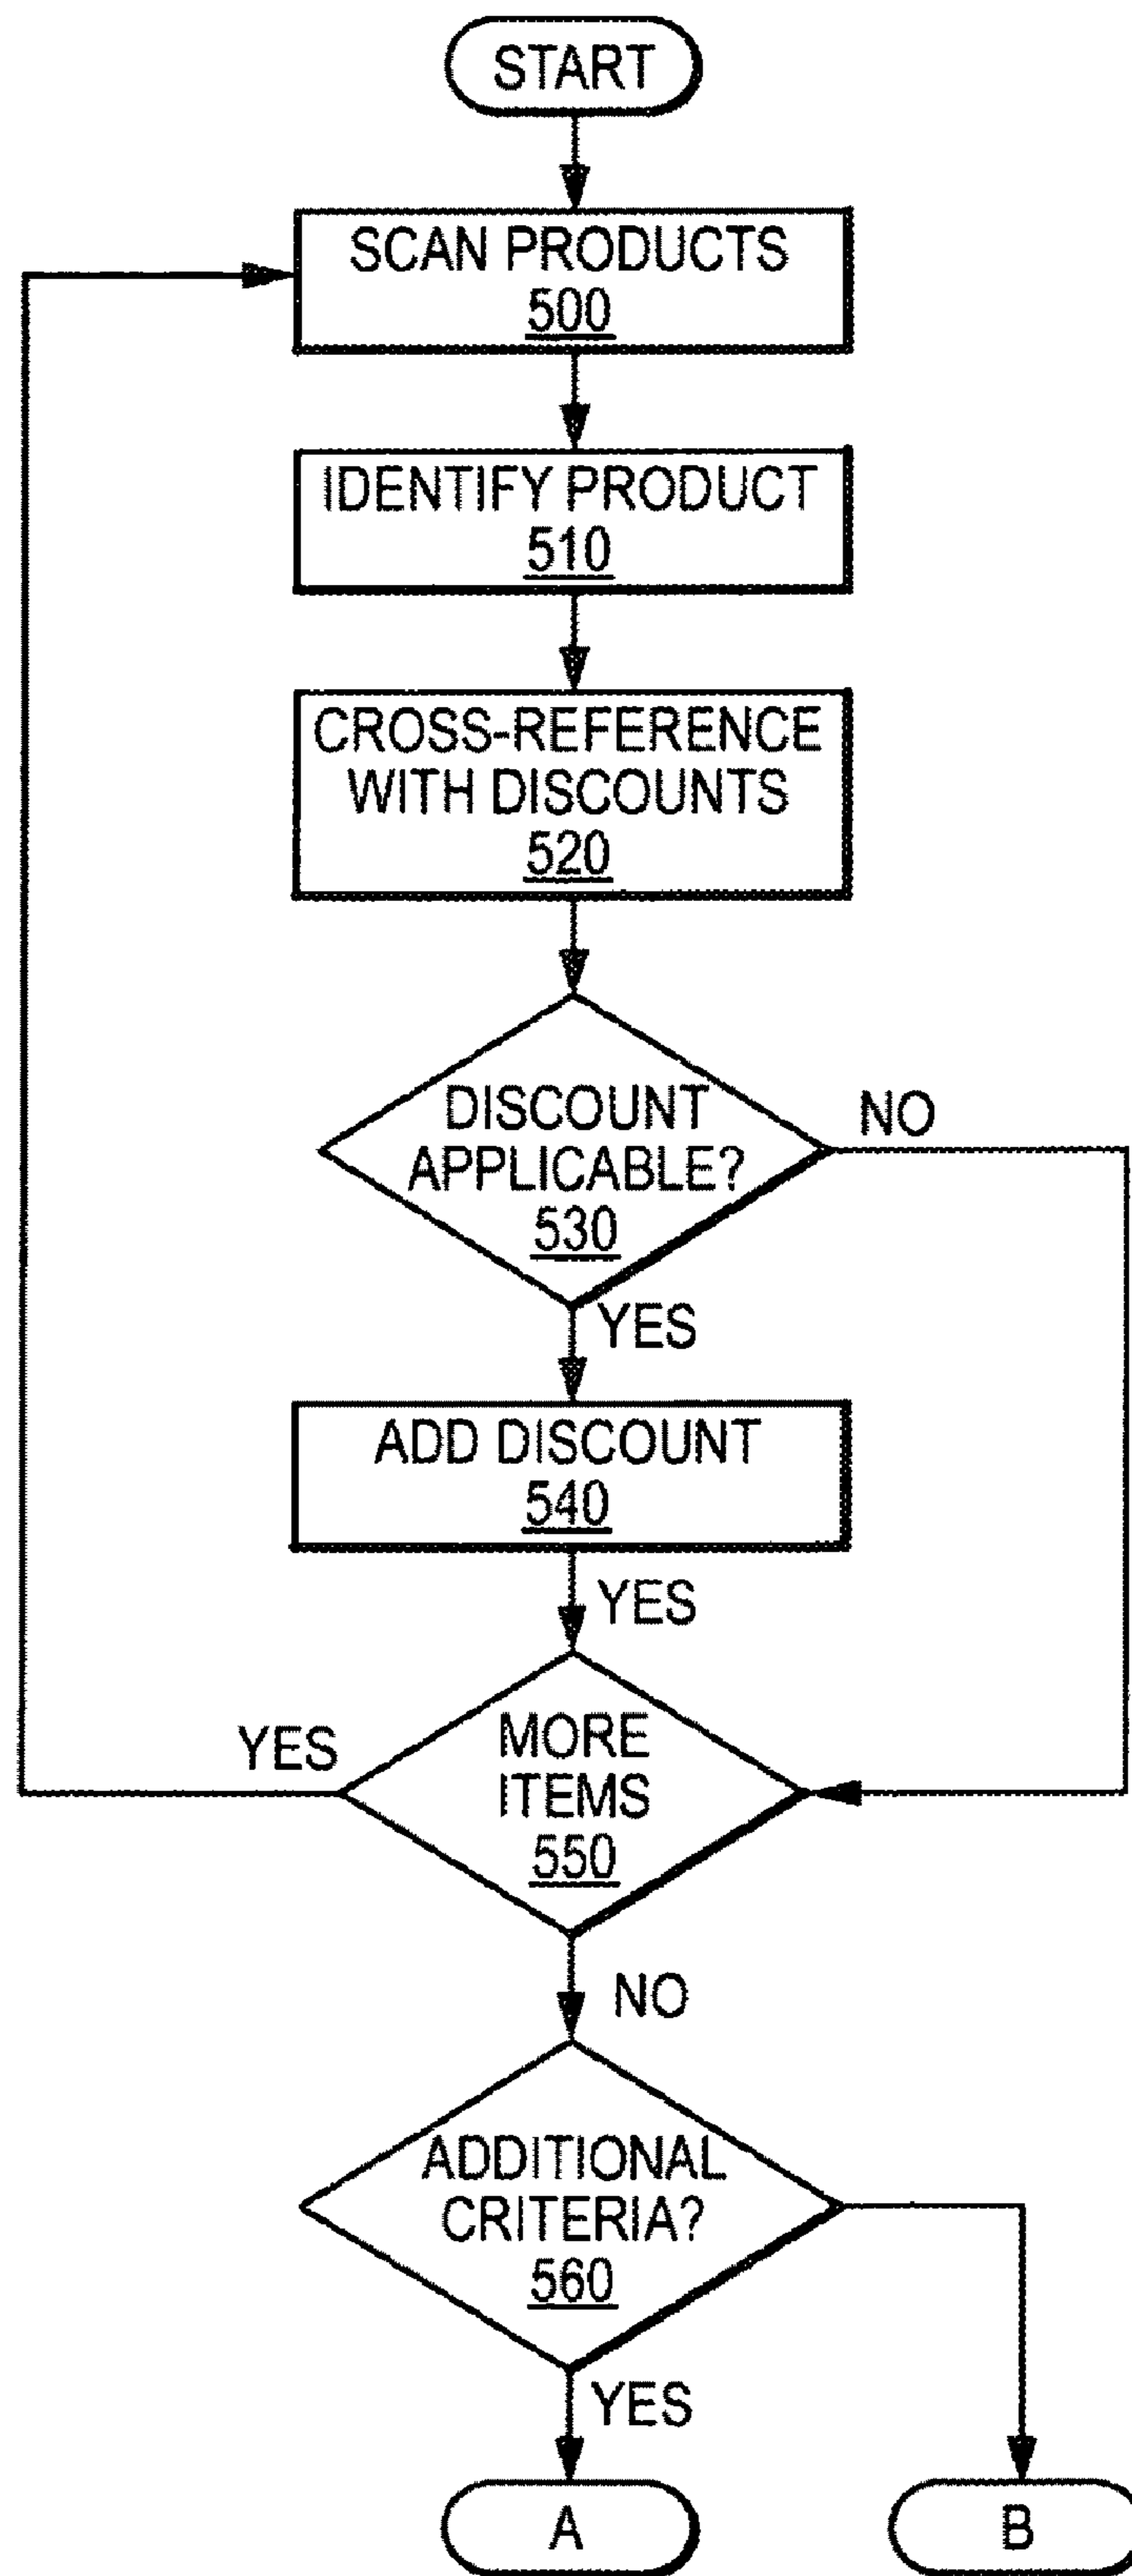 START
SCAN PRODUCTS
500
IDENTIFY PRODUCT
510
CROSS-REFERENCE
WITH DISCOUNTS
520
DISCOUNT
APPLICABLE?
530
NO
YES
ADD DISCOUNT
540
YES
YES
MORE
ITEMS
550
NO
ADDITIONAL
CRITERIA?
560
YES
A
B